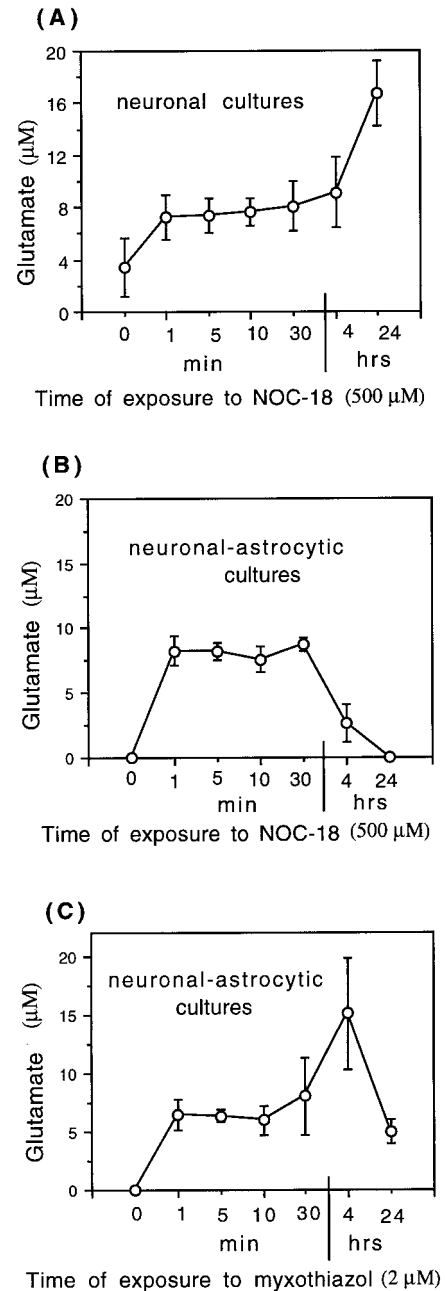 (A)
20
16
12
8
4
0
Glutamate (µM)
neuronal cultures
0 1 5 10 30 4 24
min hrs
Time of exposure to NOC-18 (500 µM)
(B)
20
15
10
5
0
Glutamate (µM)
neuronal-astrocytic
cultures
0 1 5 10 30 4 24
min hrs
Time of exposure to NOC-18 (500 µM)
(C)
20
15
10
5
0
Glutamate (µM)
neuronal-astrocytic
cultures
0 1 5 10 30 4 24
min hrs
Time of exposure to myxothiazol (2 µM)